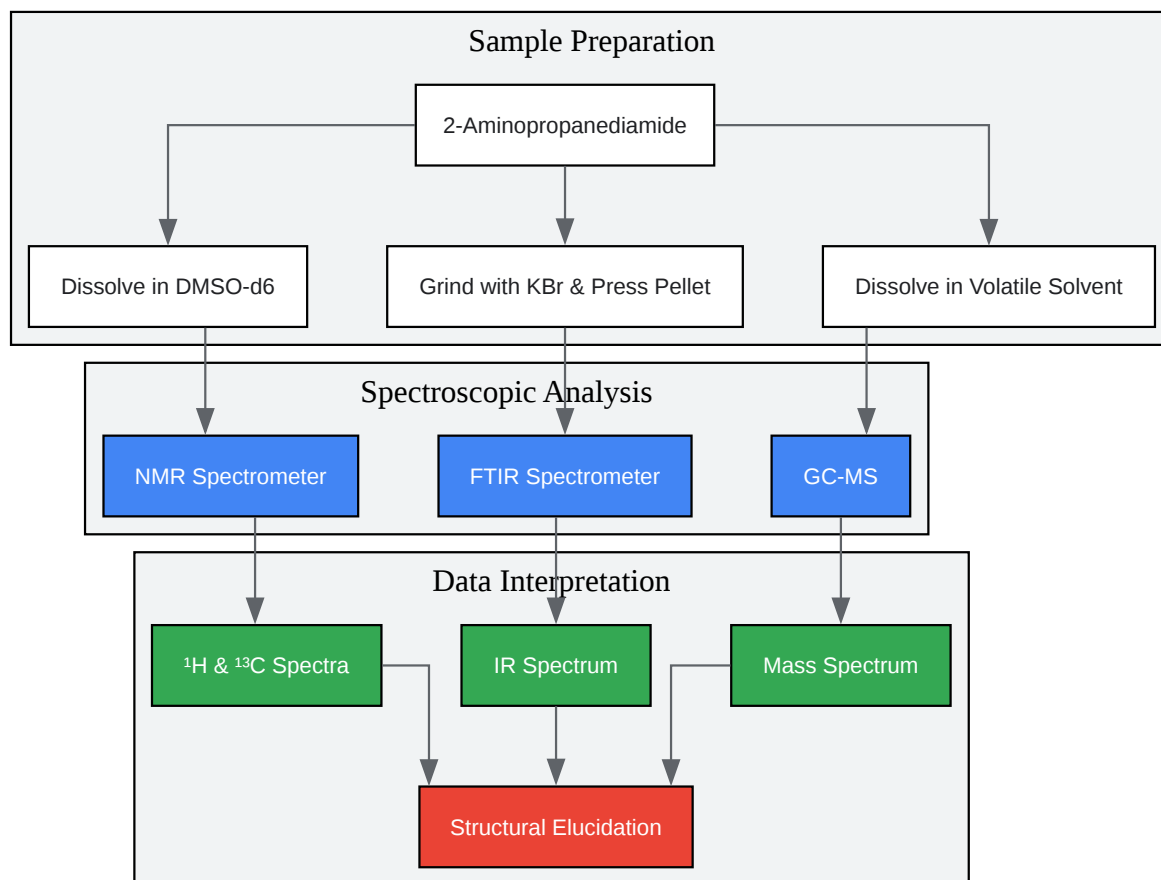 Sample Preparation
2-Aminopropanediamide
Dissolve in DMSO-d6
Grind with KBr & Press Pellet
Dissolve in Volatile Solvent
Spectroscopic Analysis
NMR Spectrometer
FTIR Spectrometer
GC-MS
Data Interpretation
¹H & ¹³C Spectra
IR Spectrum
Mass Spectrum
Structural Elucidation